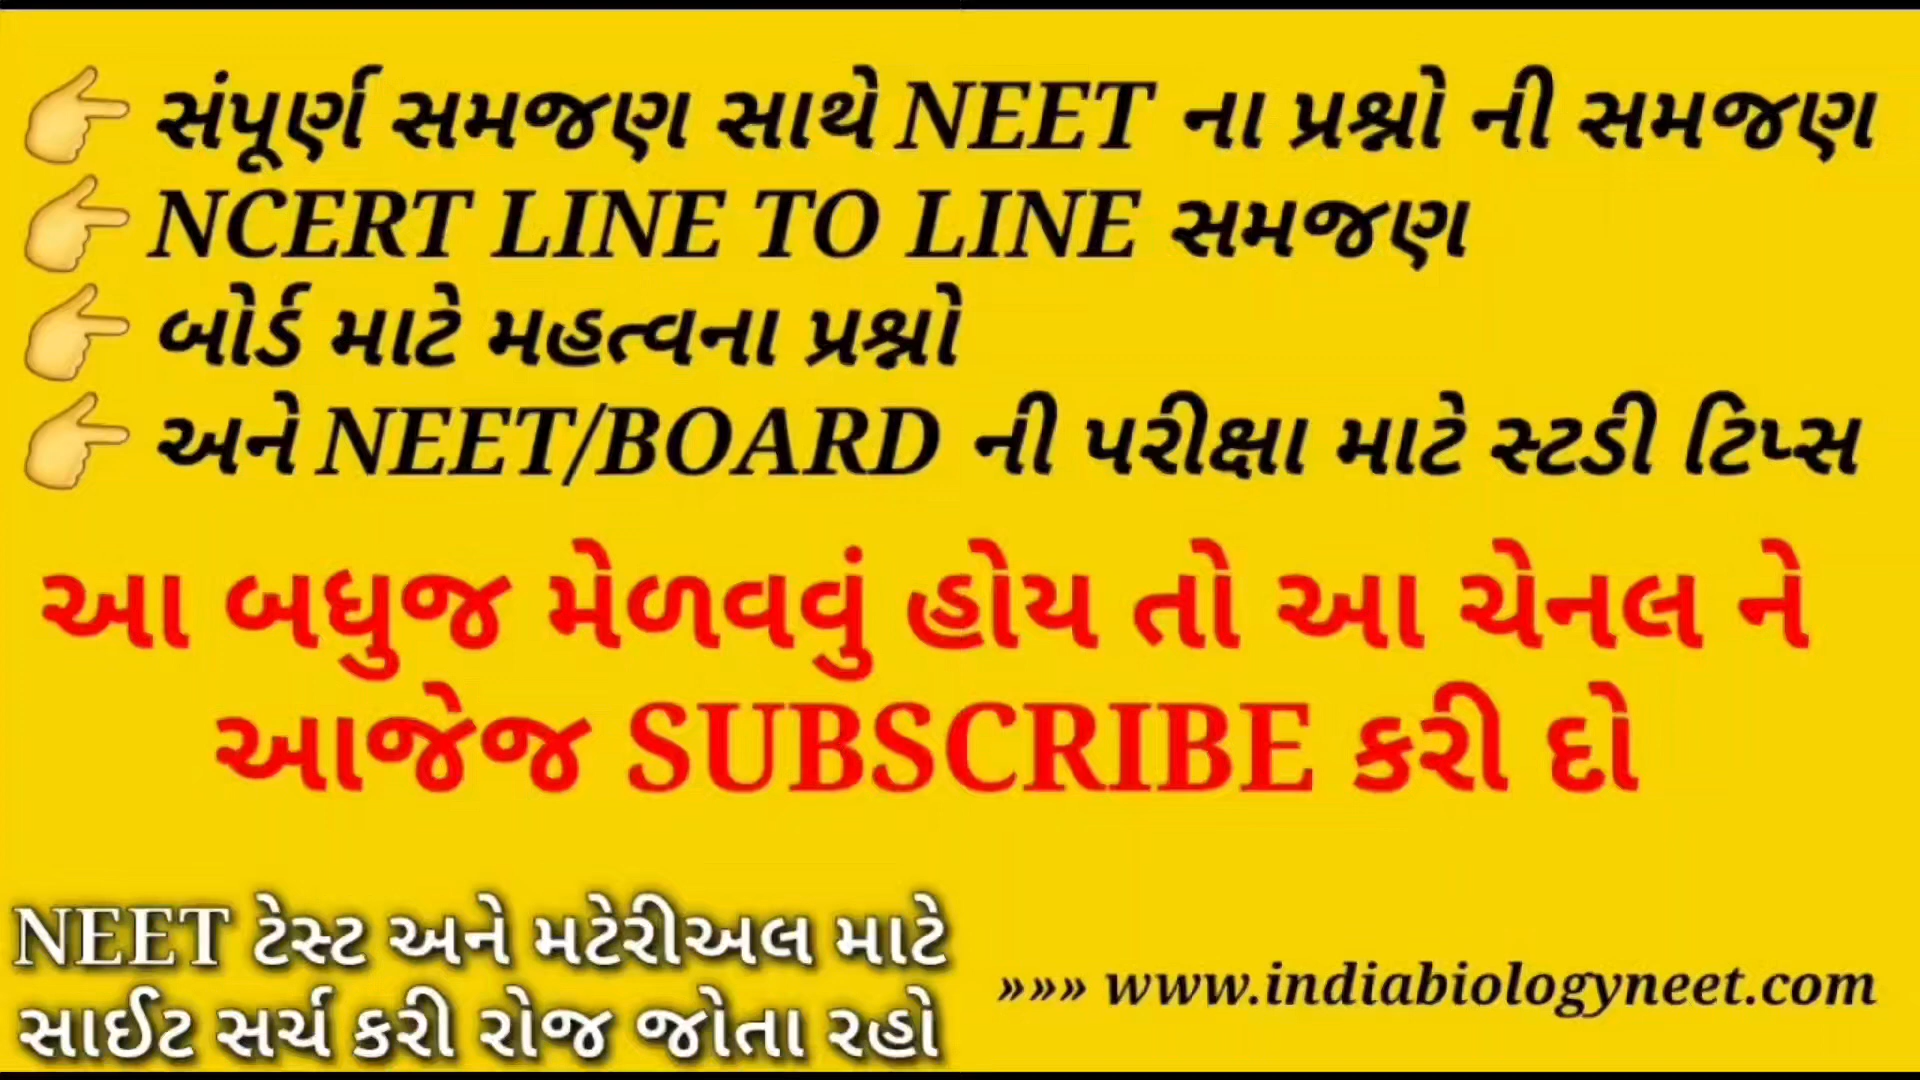 👉 સંપૂર્ણ સમજણ સાથે NEET ના પ્રશ્નો ની સમજણ
👉 NCERT LINE TO LINE સમજણ
👉 બોર્ડ માટે મહત્વના પ્રશ્નો
👉 અને NEET/BOARD ની પરીક્ષા માટે સ્ટડી ટિપ્સ
આ બધુજ મેળવવું હોય તો આ ચેનલ ને
આજેજ SUBSCRIBE કરી દો
NEET ટેસ્ટ અને મટેરીઅલ માટે
સાઈટ સર્ચ કરી રોજ જોતા રહો
»»» www.indiabiologyneet.com